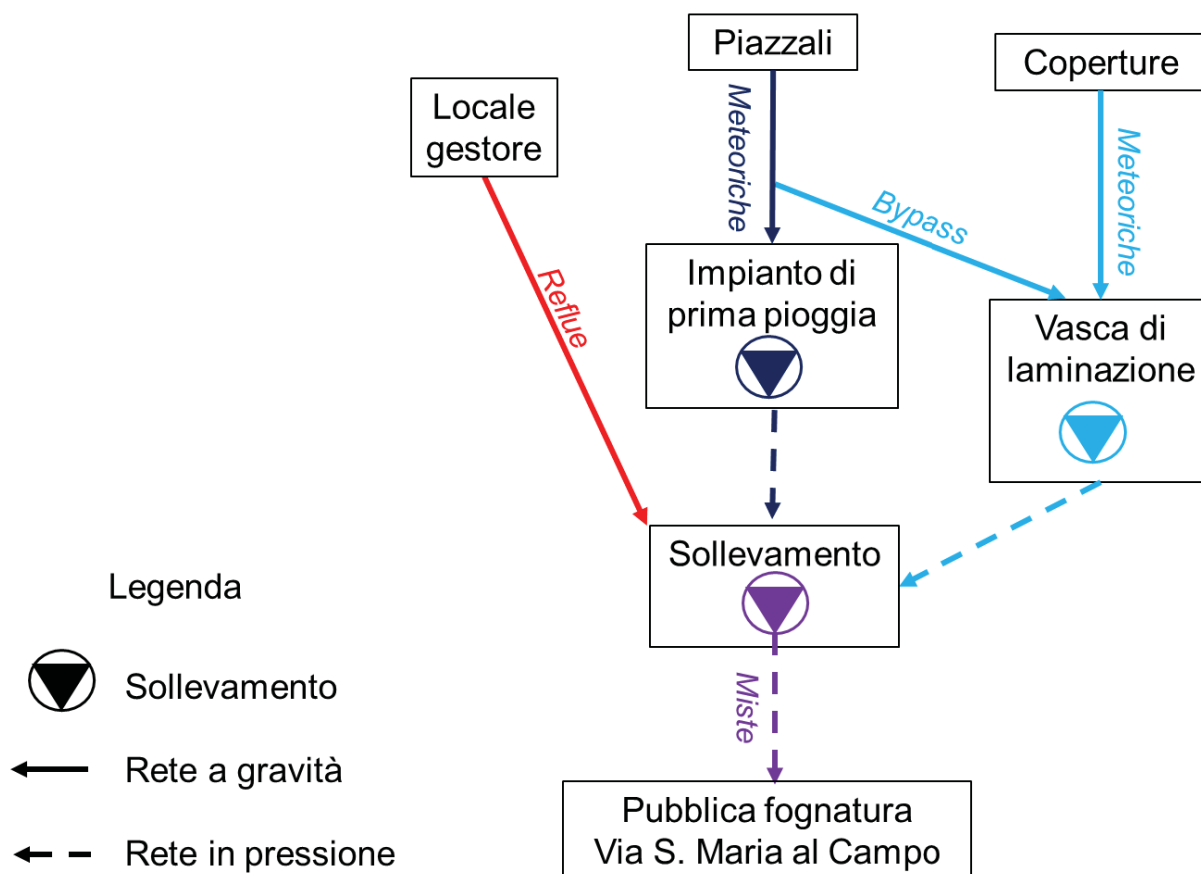 Piazzali
Coperture
Locale
gestore
Meteoriche
Meteoriche
Bypass
Reflue
Impianto di
prima pioggia
Vasca di
laminazione
Sollevamento
Miste
Pubblica fognatura
Via S. Maria al Campo
Legenda
Sollevamento
Rete a gravità
Rete in pressione